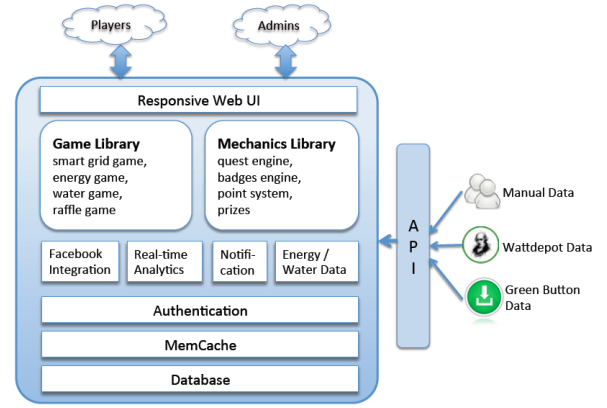 Players
Admins
Responsive Web UI
Game Library
smart grid game,
energy game,
water game,
raffle game
Mechanics Library
quest engine,
badges engine,
point system,
prizes
Facebook
Integration
Real-time
Analytics
Notifi-
cation
Energy /
Water Data
Authentication
MemCache
Database
A
P
I
Manual Data
Wattdepot Data
Green Button
Data